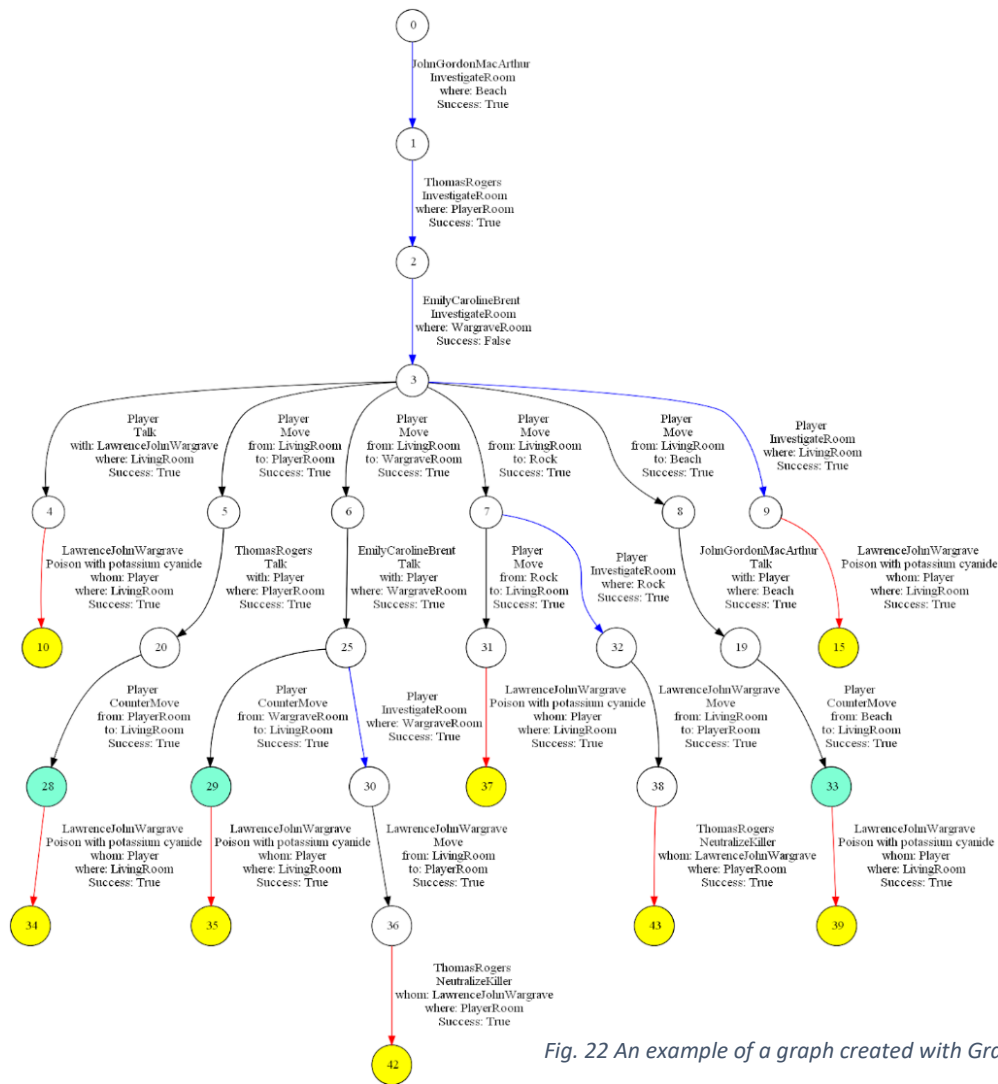 0
JohnGordonMacArthur
InvestigateRoom
where: Beach
Success: True
1
ThomasRogers
InvestigateRoom
where: PlayerRoom
Success: True
2
EmilyCarolineBrent
InvestigateRoom
where: WargraveRoom
Success: False
3
Player
Talk
with: LawrenceJohnWargrave
where: LivingRoom
Success: True
Player
Move
from: LivingRoom
to: PlayerRoom
Success: True
Player
Move
from: LivingRoom
to: WargraveRoom
Success: True
Player
Move
from: LivingRoom
to: Rock
Success: True
Player
Move
from: LivingRoom
to: Beach
Success: True
Player
InvestigateRoom
where: LivingRoom
Success: True
4
5
6
7
8
9
LawrenceJohnWargrave
Poison with potassium cyanide
whom: Player
where: LivingRoom
Success: True
ThomasRogers
Talk
with: Player
where: PlayerRoom
Success: True
EmilyCarolineBrent
Talk
with: Player
where: WargraveRoom
Success: True
Player
Move
from: Rock
to: LivingRoom
Success: True
Player
InvestigateRoom
where: Rock
Success: True
JohnGordonMacArthur
Talk
with: Player
where: Beach
Success: True
LawrenceJohnWargrave
Poison with potassium cyanide
whom: Player
where: LivingRoom
Success: True
10
20
25
31
32
19
15
Player
CounterMove
from: PlayerRoom
to: LivingRoom
Success: True
Player
CounterMove
from: WargraveRoom
to: LivingRoom
Success: True
Player
InvestigateRoom
where: WargraveRoom
Success: True
LawrenceJohnWargrave
Poison with potassium cyanide
whom: Player
where: LivingRoom
Success: True
LawrenceJohnWargrave
Move
from: LivingRoom
to: PlayerRoom
Success: True
Player
CounterMove
from: Beach
to: LivingRoom
Success: True
28
29
30
37
38
33
LawrenceJohnWargrave
Poison with potassium cyanide
whom: Player
where: LivingRoom
Success: True
LawrenceJohnWargrave
Poison with potassium cyanide
whom: Player
where: LivingRoom
Success: True
LawrenceJohnWargrave
Move
from: LivingRoom
to: PlayerRoom
Success: True
ThomasRogers
NeutralizeKiller
whom: LawrenceJohnWargrave
where: PlayerRoom
Success: True
LawrenceJohnWargrave
Poison with potassium cyanide
whom: Player
where: LivingRoom
Success: True
34
35
36
43
39
ThomasRogers
NeutralizeKiller
whom: LawrenceJohnWargrave
where: PlayerRoom
Success: True
42
Fig. 22 An example of a graph created with Gra